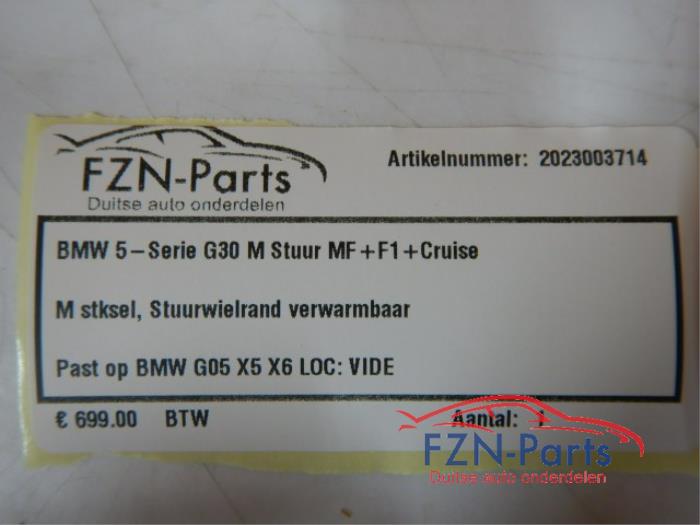 FZN-Parts
Duitse auto onderdelen
Artikelnummer: 2023003714
BMW 5-Serie G30 M Stuur MF+F1+Cruise
M stksel, Stuurwielrand verwarmbaar
Past op BMW G05 X5 X6 LOC: VIDE
€ 699.00 BTW
Aantal: 1
FZN-Parts
Duitse auto onderdelen